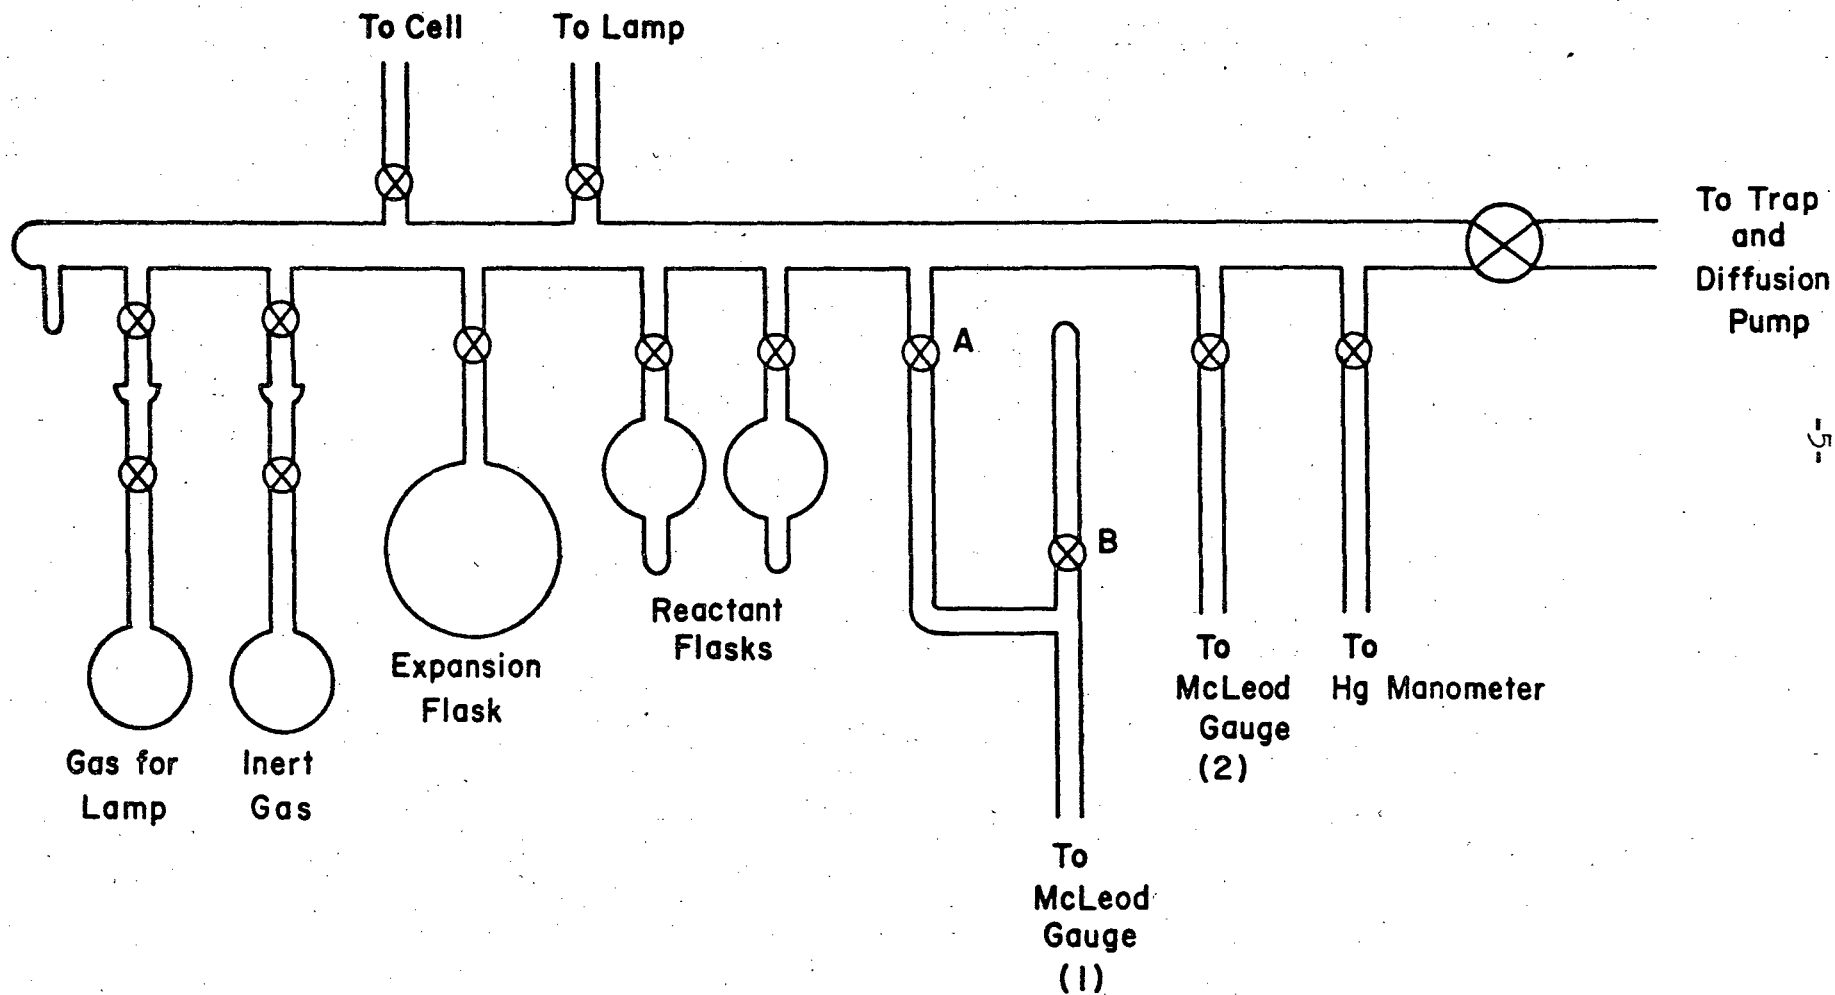 To Cell
To Lamp
To Trap
and
Diffusion
Pump
A
B
Reactant
Flasks
Expansion
Flask
To
McLeod
Gauge
(2)
To
Hg Manometer
Gas for
Lamp
Inert
Gas
To
McLeod
Gauge
(1)
-5-